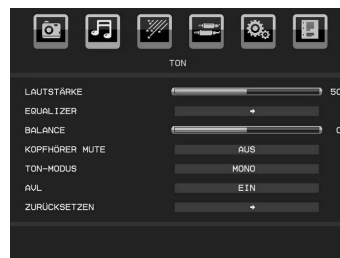 TON
LAUTSTÄRKE 50
EQUALIZER
BALANCE 0
KOPFHÖRER MUTE AUS
TON-MODUS MONO
AVL EIN
ZURÜCKSETZEN